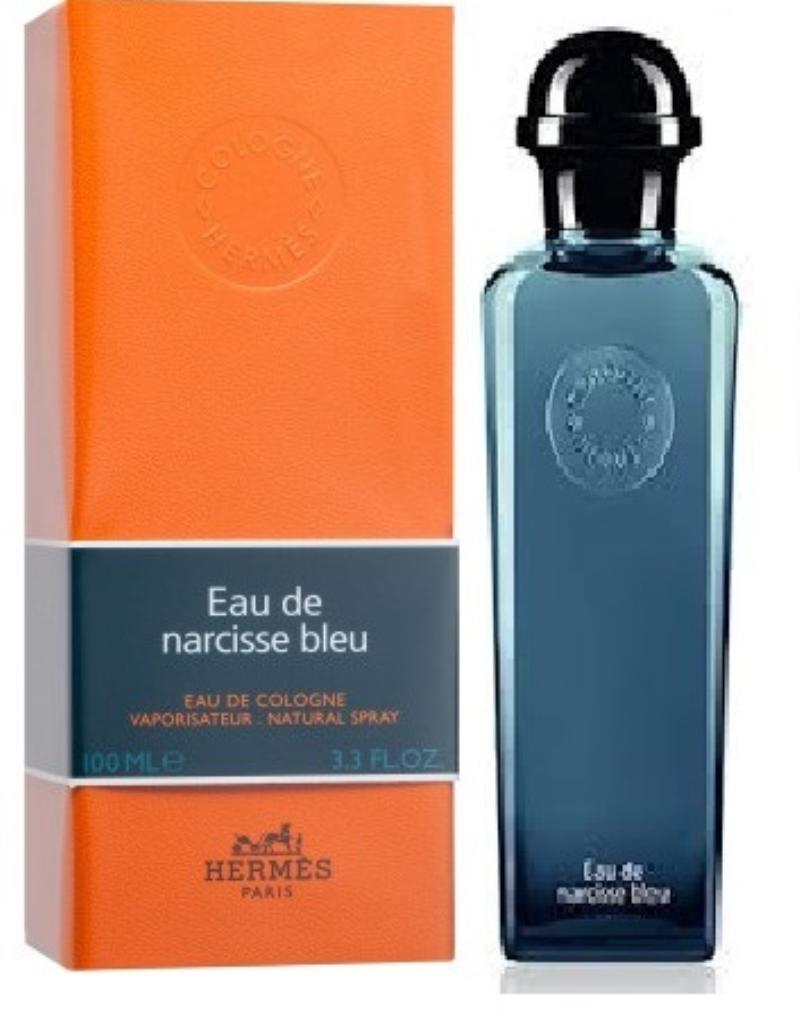 COLOGNE
HERMÈS
Eau de
narcisse bleu
EAU DE COLOGNE
VAPORISATEUR . NATURAL SPRAY
100 ML ℮ 3.3 FL.OZ.
HERMÈS
PARIS
Eau de
narcisse bleu